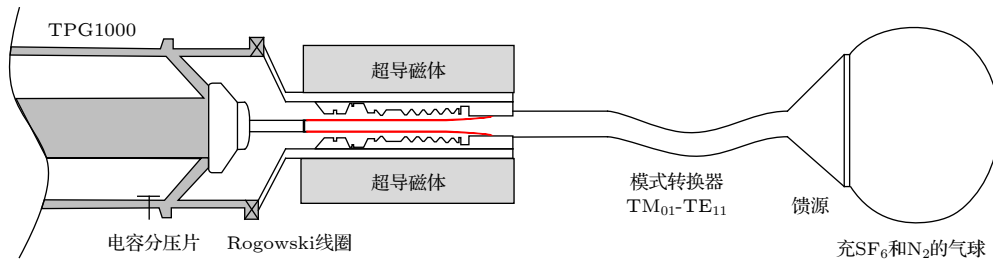 TPG1000
超导磁体
超导磁体
模式转换器
TM₀₁-TE₁₁
馈源
电容分压片
Rogowski线圈
充SF₆和N₂的气球